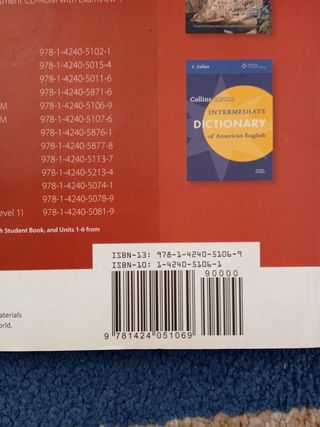 ment CD-ROM with ExamView®)
978-1-4240-5102-1
978-1-4240-5015-4
978-1-4240-5011-6
978-1-4240-5871-6
OM 978-1-4240-5106-9
OM 978-1-4240-5107-6
978-1-4240-5876-1
978-1-4240-5877-8
978-1-4240-5113-7
978-1-4240-5213-4
978-1-4240-5074-1
978-1-4240-5078-9
evel 1) 978-1-4240-5081-9
h Student Book, and Units 1-6 from
Collins
Collins COBUILD
INTERMEDIATE
DICTIONARY
of American English
ISBN-13: 978-1-4240-5106-9
ISBN-10: 1-4240-5106-1
90000
9 781424 051069
aterials
orld.